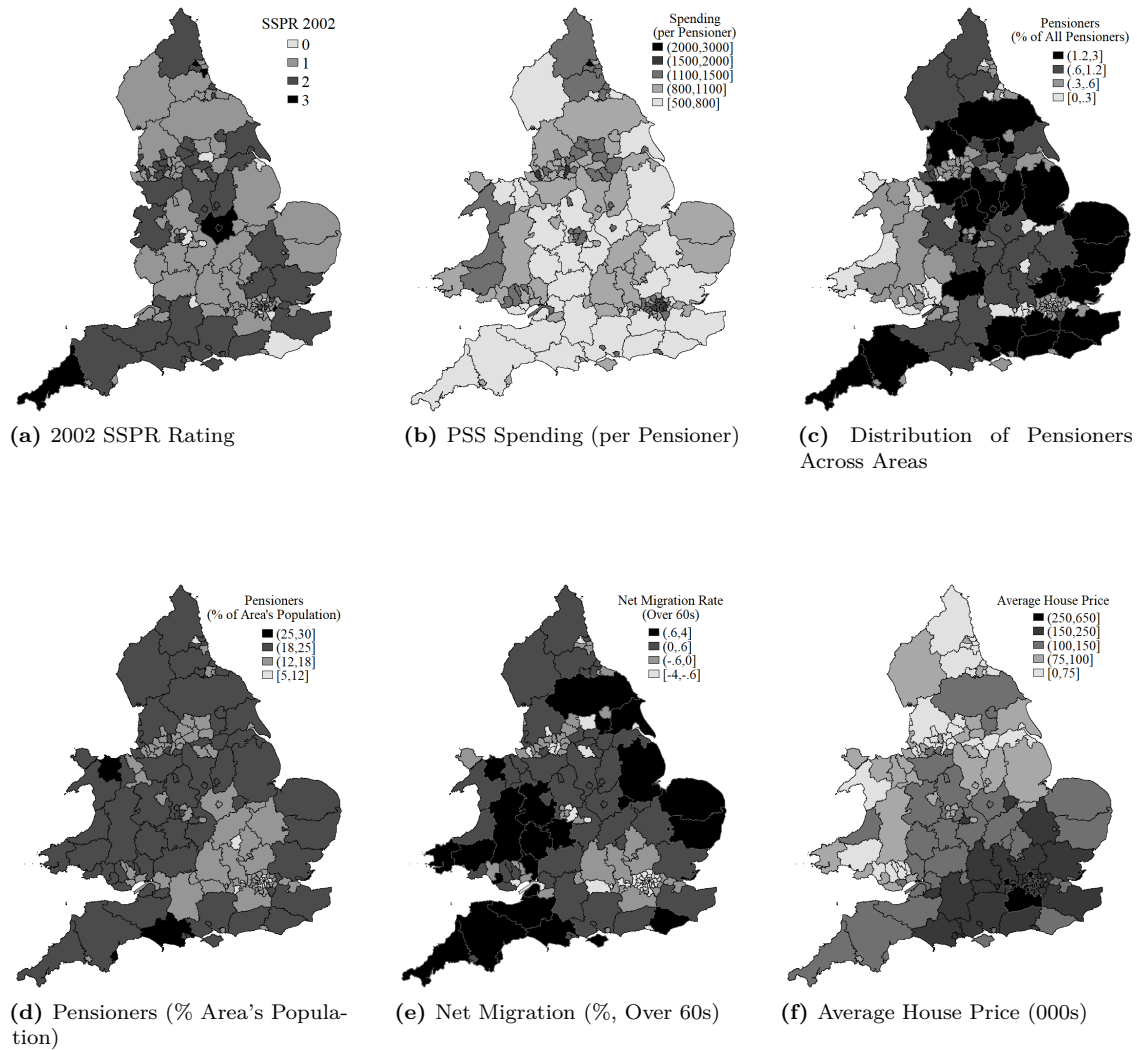 SSPR 2002
0
1
2
3
(a) 2002 SSPR Rating
Spending
(per Pensioner)
(2000,3000]
(1500,2000]
(1100,1500]
(800,1100]
[500,800]
(b) PSS Spending (per Pensioner)
Pensioners
(% of All Pensioners)
(1.2,3]
(.6,1.2]
(.3,.6]
[0,.3]
(c) Distribution of Pensioners
Across Areas
Pensioners
(% of Area's Population)
(25,30]
(18,25]
(12,18]
[5,12]
(d) Pensioners (% Area's Popula-
tion)
Net Migration Rate
(Over 60s)
(.6,4]
(0,.6]
(-.6,0]
[-4,-.6]
(e) Net Migration (%, Over 60s)
Average House Price
(250,650]
(150,250]
(100,150]
(75,100]
[0,75]
(f) Average House Price (000s)